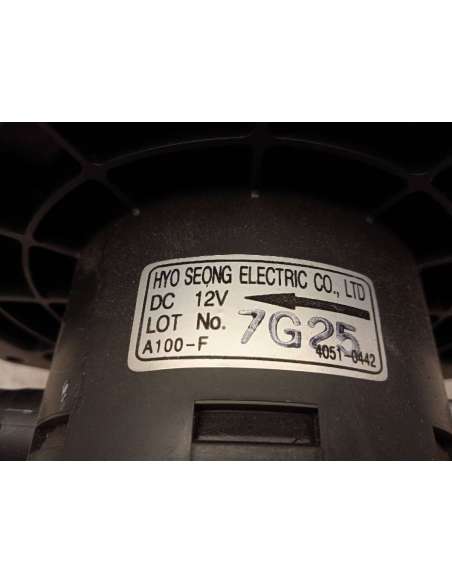 HYO SEONG ELECTRIC CO., LTD
DC 12V
LOT No. 7G25
A100-F 4051-0442